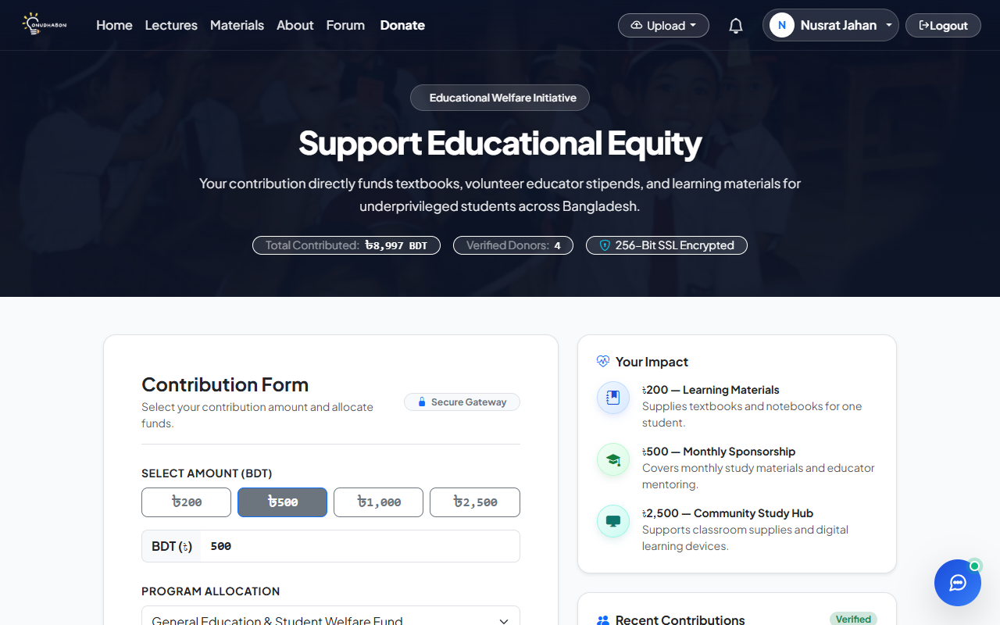 ONUDHABON
Home
Lectures
Materials
About
Forum
Donate
Upload
N
Nusrat Jahan
Logout
Educational Welfare Initiative
Support Educational Equity
Your contribution directly funds textbooks, volunteer educator stipends, and learning materials for
underprivileged students across Bangladesh.
Total Contributed: ৳8,997 BDT
Verified Donors: 4
256-Bit SSL Encrypted
Contribution Form
Select your contribution amount and allocate
funds.
Secure Gateway
SELECT AMOUNT (BDT)
৳200
৳500
৳1,000
৳2,500
BDT (৳)
500
PROGRAM ALLOCATION
General Education & Student Welfare Fund
Your Impact
৳200 — Learning Materials
Supplies textbooks and notebooks for one
student.
৳500 — Monthly Sponsorship
Covers monthly study materials and educator
mentoring.
৳2,500 — Community Study Hub
Supports classroom supplies and digital
learning devices.
Recent Contributions
Verified